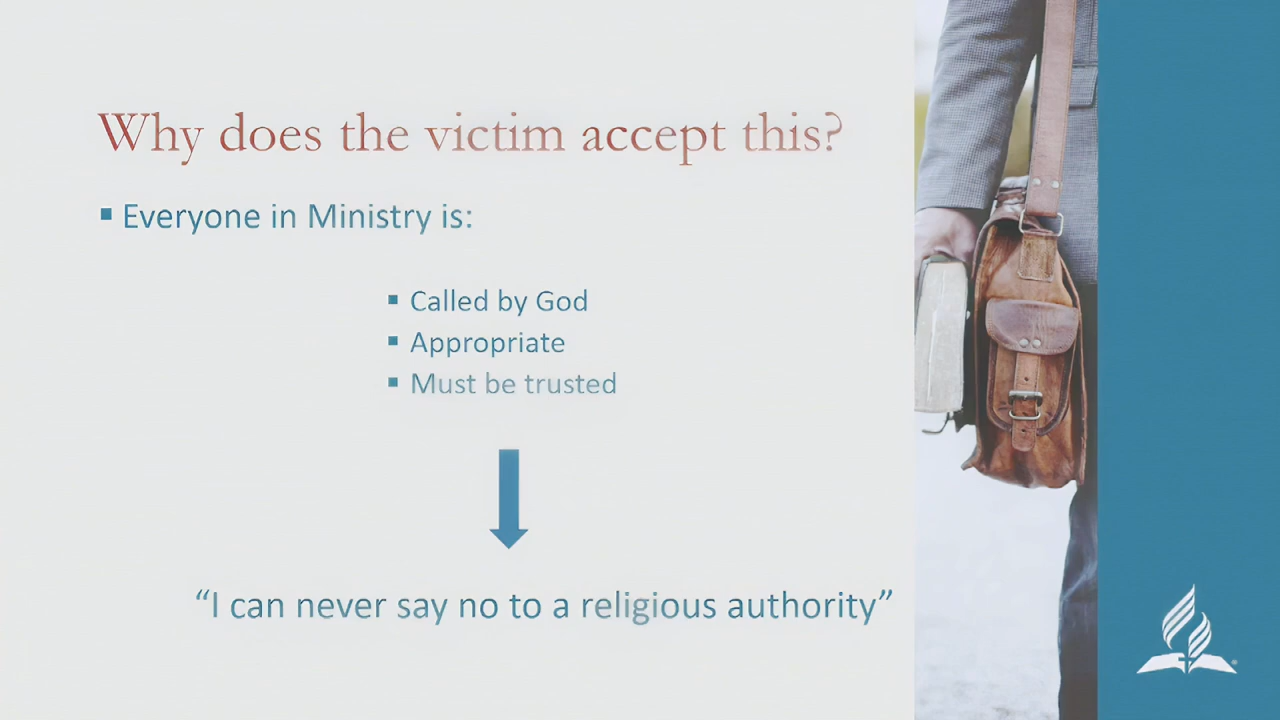 Why does the victim accept this?
Everyone in Ministry is:
Called by God
Appropriate
Must be trusted
“I can never say no to a religious authority”